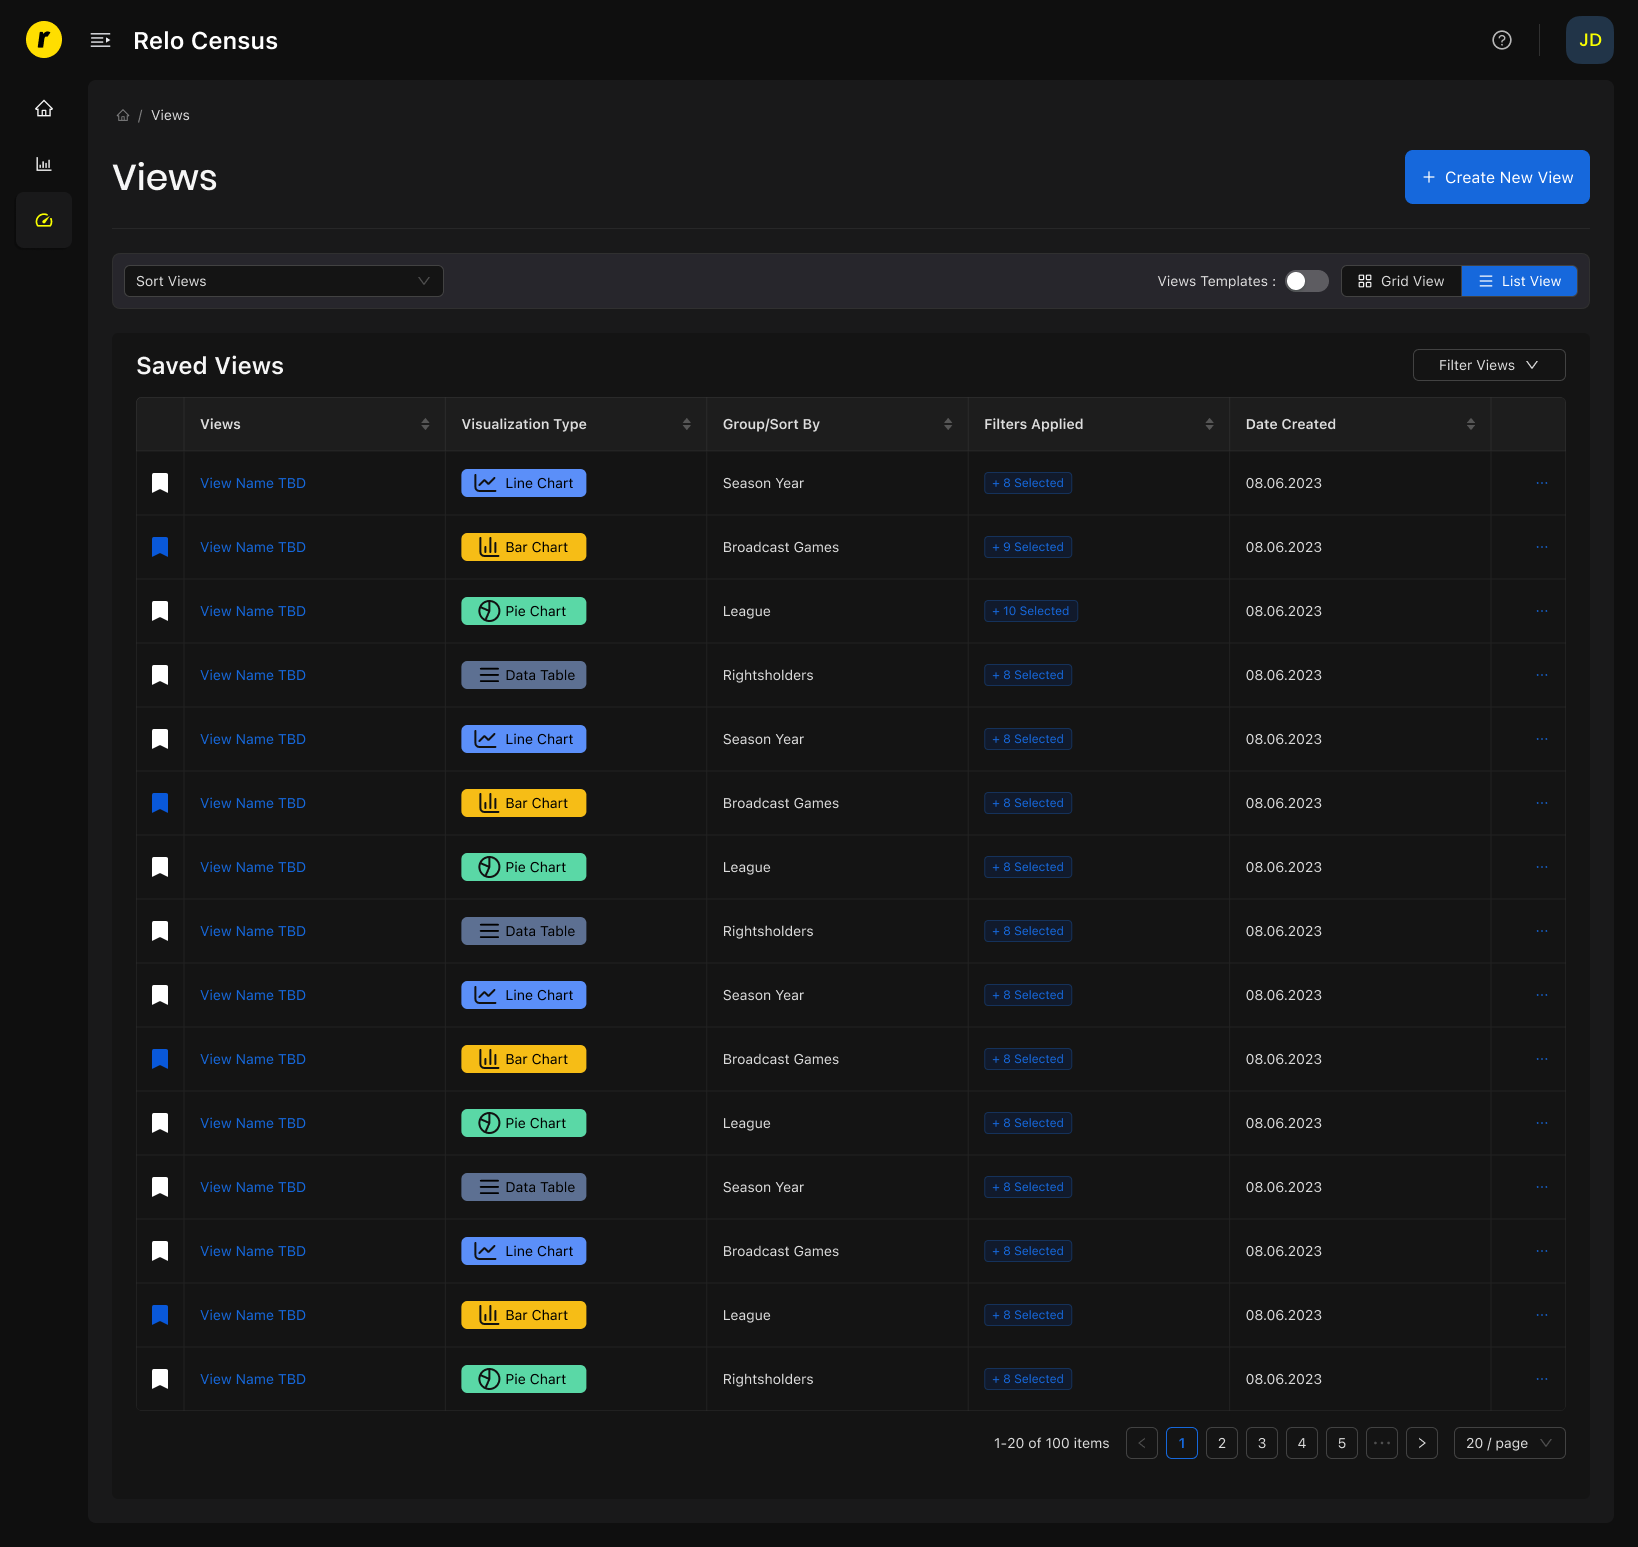 r
Relo Census
JD
/ Views
Views
+ Create New View
Sort Views
Views Templates :
Grid View
List View
Saved Views
Filter Views
Views Visualization Type Group/Sort By Filters Applied Date Created
View Name TBD Line Chart Season Year + 8 Selected 08.06.2023 ···
View Name TBD Bar Chart Broadcast Games + 9 Selected 08.06.2023 ···
View Name TBD Pie Chart League + 10 Selected 08.06.2023 ···
View Name TBD Data Table Rightsholders + 8 Selected 08.06.2023 ···
View Name TBD Line Chart Season Year + 8 Selected 08.06.2023 ···
View Name TBD Bar Chart Broadcast Games + 8 Selected 08.06.2023 ···
View Name TBD Pie Chart League + 8 Selected 08.06.2023 ···
View Name TBD Data Table Rightsholders + 8 Selected 08.06.2023 ···
View Name TBD Line Chart Season Year + 8 Selected 08.06.2023 ···
View Name TBD Bar Chart Broadcast Games + 8 Selected 08.06.2023 ···
View Name TBD Pie Chart League + 8 Selected 08.06.2023 ···
View Name TBD Data Table Season Year + 8 Selected 08.06.2023 ···
View Name TBD Line Chart Broadcast Games + 8 Selected 08.06.2023 ···
View Name TBD Bar Chart League + 8 Selected 08.06.2023 ···
View Name TBD Pie Chart Rightsholders + 8 Selected 08.06.2023 ···
1-20 of 100 items < 1 2 3 4 5 ··· > 20 / page